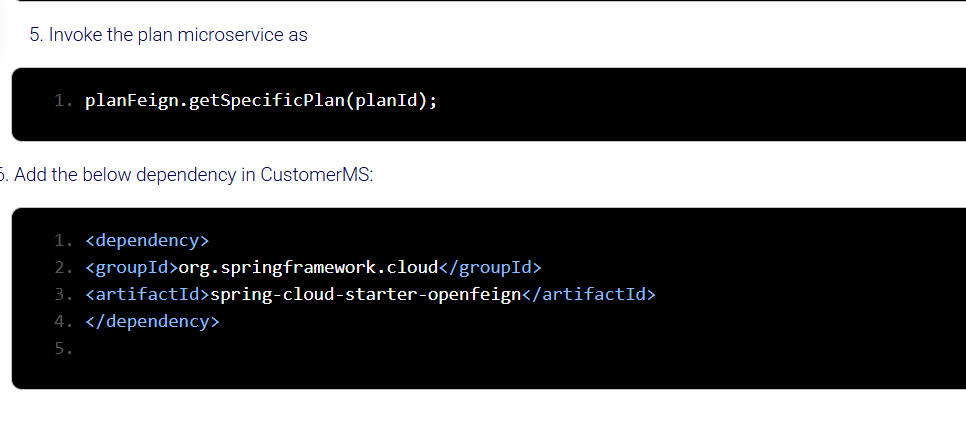 5. Invoke the plan microservice as
1. planFeign.getSpecificPlan(planId);
6. Add the below dependency in CustomerMS:
1. <dependency>
2. <groupId>org.springframework.cloud</groupId>
3. <artifactId>spring-cloud-starter-openfeign</artifactId>
4. </dependency>
5.